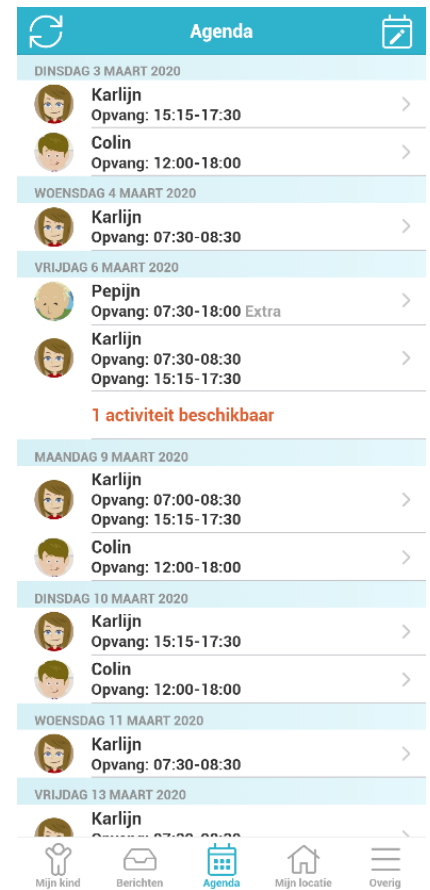 Agenda
DINSDAG 3 MAART 2020
Karlijn
Opvang: 15:15-17:30
Colin
Opvang: 12:00-18:00
WOENSDAG 4 MAART 2020
Karlijn
Opvang: 07:30-08:30
VRIJDAG 6 MAART 2020
Pepijn
Opvang: 07:30-18:00 Extra
Karlijn
Opvang: 07:30-08:30
Opvang: 15:15-17:30
1 activiteit beschikbaar
MAANDAG 9 MAART 2020
Karlijn
Opvang: 07:00-08:30
Opvang: 15:15-17:30
Colin
Opvang: 12:00-18:00
DINSDAG 10 MAART 2020
Karlijn
Opvang: 15:15-17:30
Colin
Opvang: 12:00-18:00
WOENSDAG 11 MAART 2020
Karlijn
Opvang: 07:30-08:30
VRIJDAG 13 MAART 2020
Karlijn
Mijn kind Berichten Agenda Mijn locatie Overig